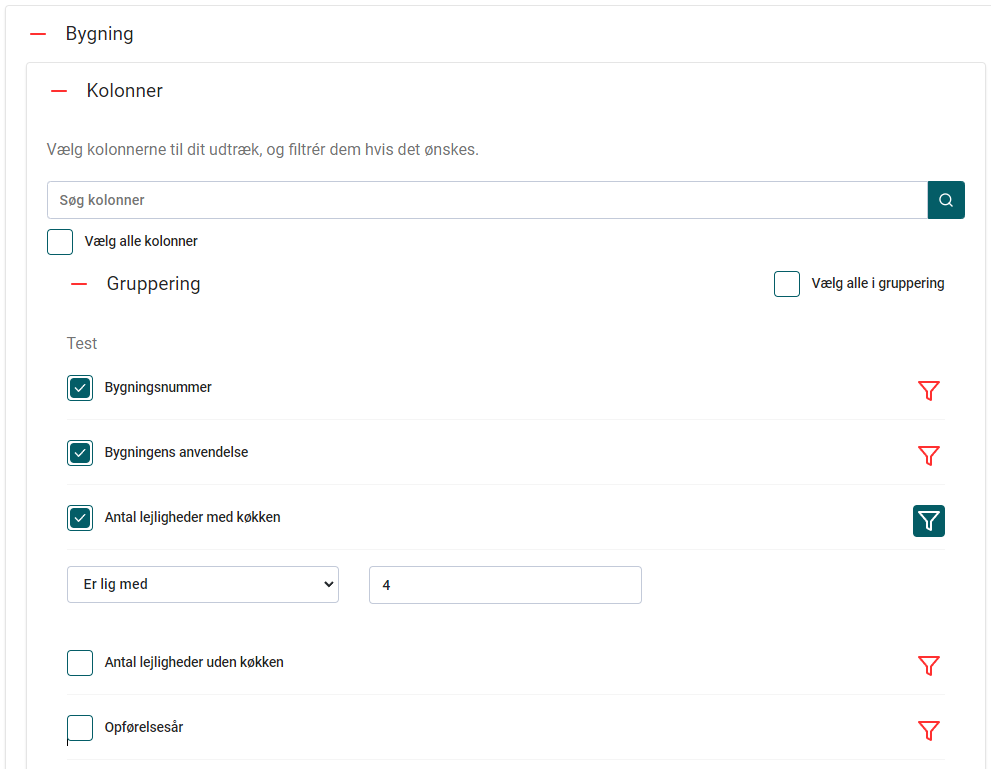 Bygning
Kolonner
Vælg kolonnerne til dit udtræk, og filtrér dem hvis det ønskes.
Søg kolonner
Vælg alle kolonner
Gruppering
Vælg alle i gruppering
Test
Bygningsnummer
Bygningens anvendelse
Antal lejligheder med køkken
Er lig med
4
Antal lejligheder uden køkken
Opførelsesår